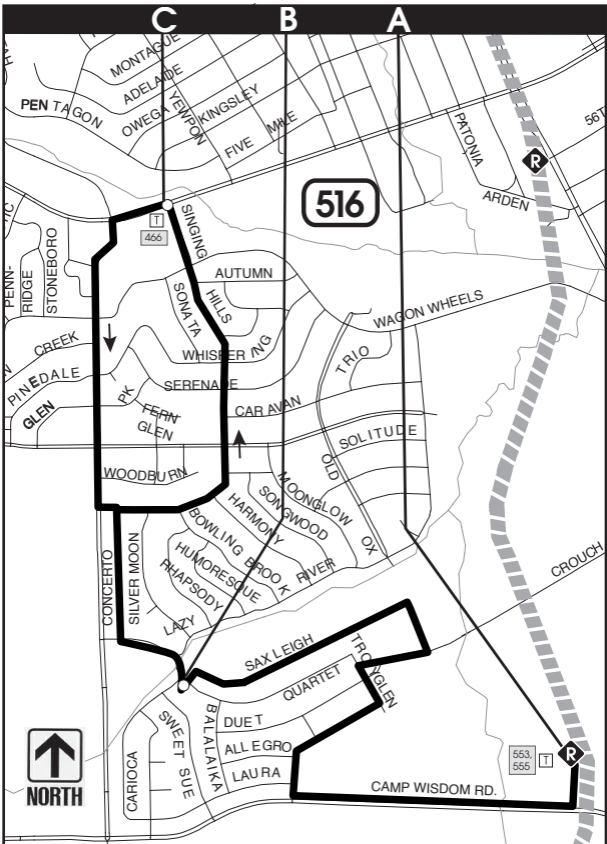 C B A
MONTAGUE
ADELAIDE
OWEGA
YEWPON
KINGSLEY
FIVE MILE
PEN TAGON
PATONIA
56T
R
ARDEN
516
T
466
SINGING
HILLS
AUTUMN
SONATA
WAGON WHEELS
PENN-
RIDGE
STONEBORO
CREEK
PINEDALE
GLEN
PK
WHISPERING
TRIO
SERENADE
FERN
GLEN
CARAVAN
SOLITUDE
OLD
OX
WOODBURN
MOONGLOW
SONGWOOD
HARMONY
BOWLING BROOK
HUMORESQUE
RHAPSODY
RIVER
LAZY
CONCERTO
SILVER MOON
CROUCH
SAX LEIGH
TROYGLEN
QUARTET
DUET
ALLEGRO
LAURA
BALALAIKA
SWEET SUE
CARIOCA
553,
555
T
R
CAMP WISDOM RD.
NORTH